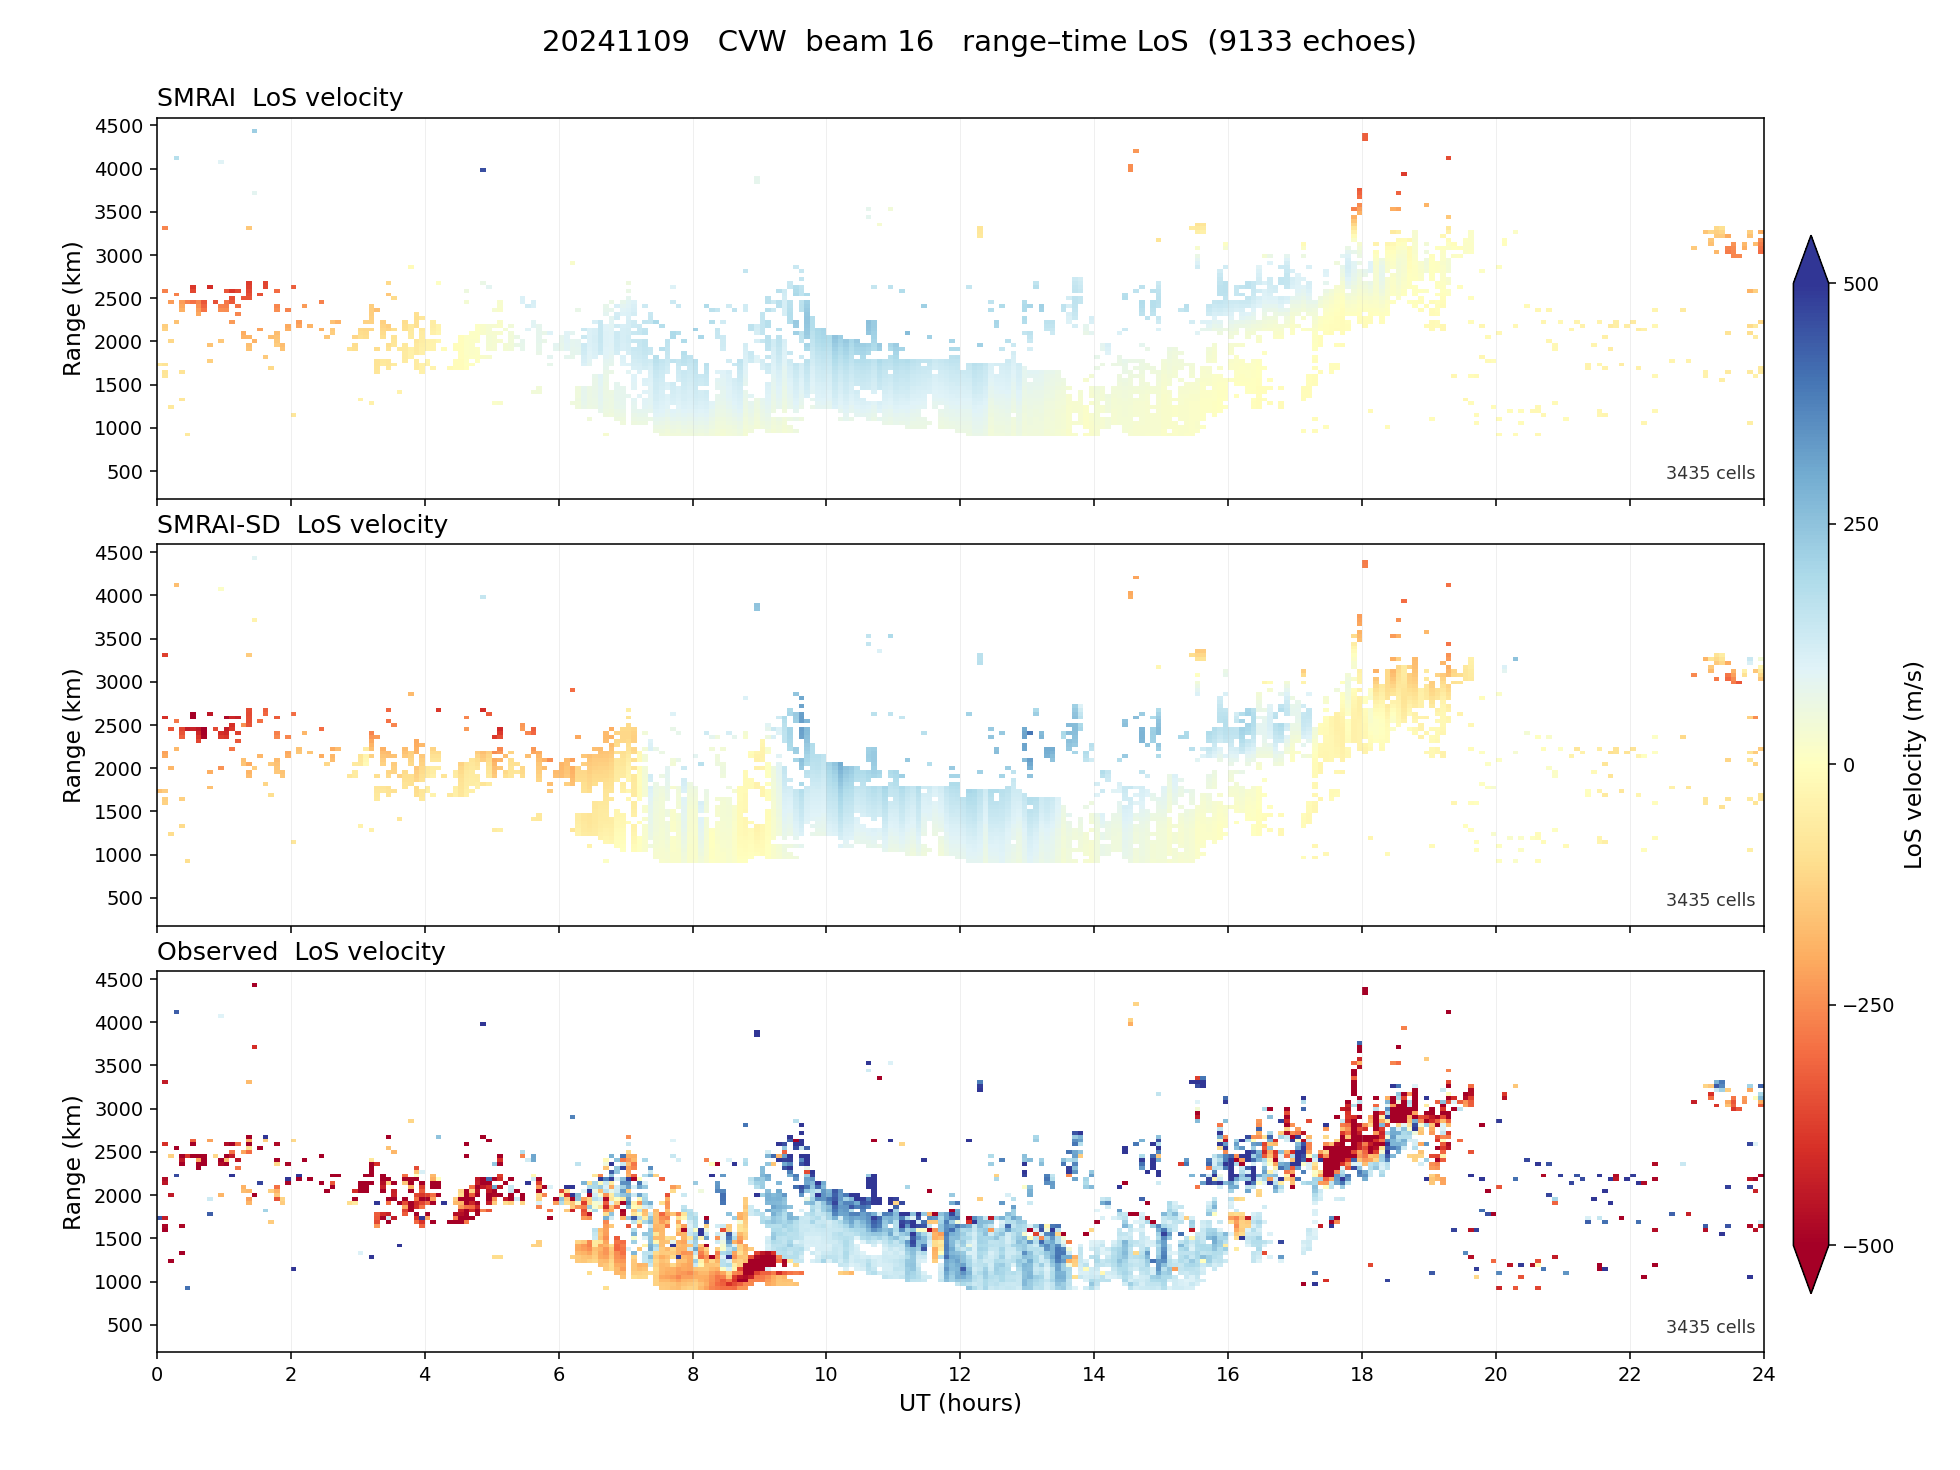 20241109 CVW beam 16 range–time LoS (9133 echoes)
SMRAI LoS velocity
4500
4000
3500
3000
2500
2000
1500
1000
500
Range (km)
3435 cells
SMRAI-SD LoS velocity
4500
4000
3500
3000
2500
2000
1500
1000
500
Range (km)
3435 cells
Observed LoS velocity
4500
4000
3500
3000
2500
2000
1500
1000
500
Range (km)
3435 cells
0 2 4 6 8 10 12 14 16 18 20 22 24
UT (hours)
500
250
0
−250
−500
LoS velocity (m/s)